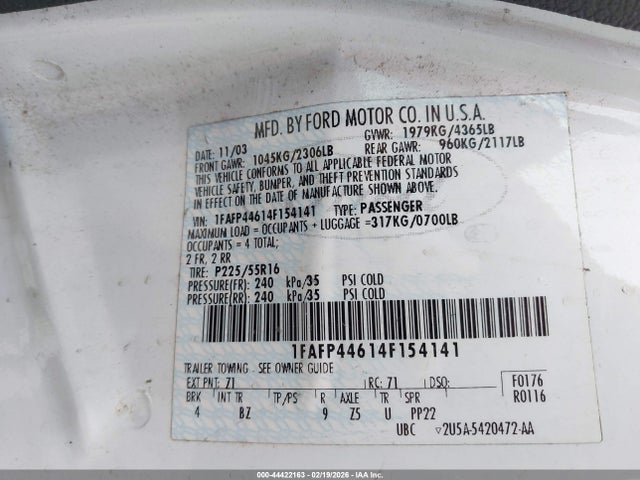 MFD. BY FORD MOTOR CO. IN U.S.A.
DATE: 11/03 GVWR: 1979KG/4365LB
FRONT GAWR: 1045KG/2306LB REAR GAWR: 960KG/2117LB
THIS VEHICLE CONFORMS TO ALL APPLICABLE FEDERAL MOTOR
VEHICLE SAFETY, BUMPER, AND THEFT PREVENTION STANDARDS
IN EFFECT ON THE DATE OF MANUFACTURE SHOWN ABOVE.
VIN: 1FAFP44614F154141 TYPE: PASSENGER
MAXIMUM LOAD = OCCUPANTS + LUGGAGE =317KG/0700LB
OCCUPANTS = 4 TOTAL;
2 FR, 2 RR
TIRE: P225/55R16
PRESSURE(FR): 240 kPa/35 PSI COLD
PRESSURE(RR): 240 kPa/35 PSI COLD
1FAFP44614F154141
TRAILER TOWING - SEE OWNER GUIDE
EXT PNT: 71 RC: 71 DSO: F0176
BRK INT TR TP/PS R AXLE TR SPR R0116
4 BZ 9 Z5 U PP22
UBC ▽2U5A-5420472-AA
000-44422163 - 02/19/2026 - IAA Inc.